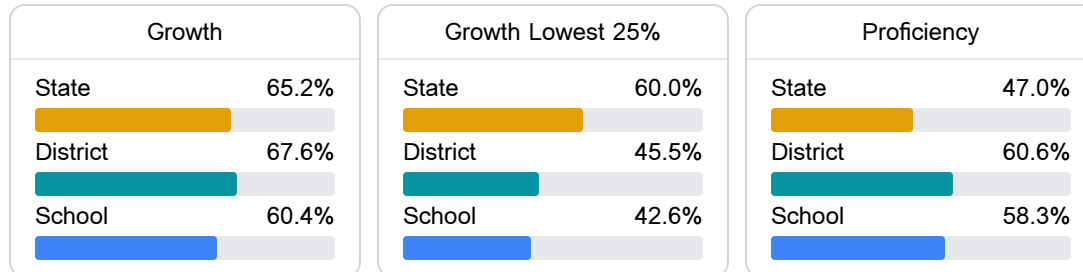 Growth
State 65.2%
District 67.6%
School 60.4%
Growth Lowest 25%
State 60.0%
District 45.5%
School 42.6%
Proficiency
State 47.0%
District 60.6%
School 58.3%